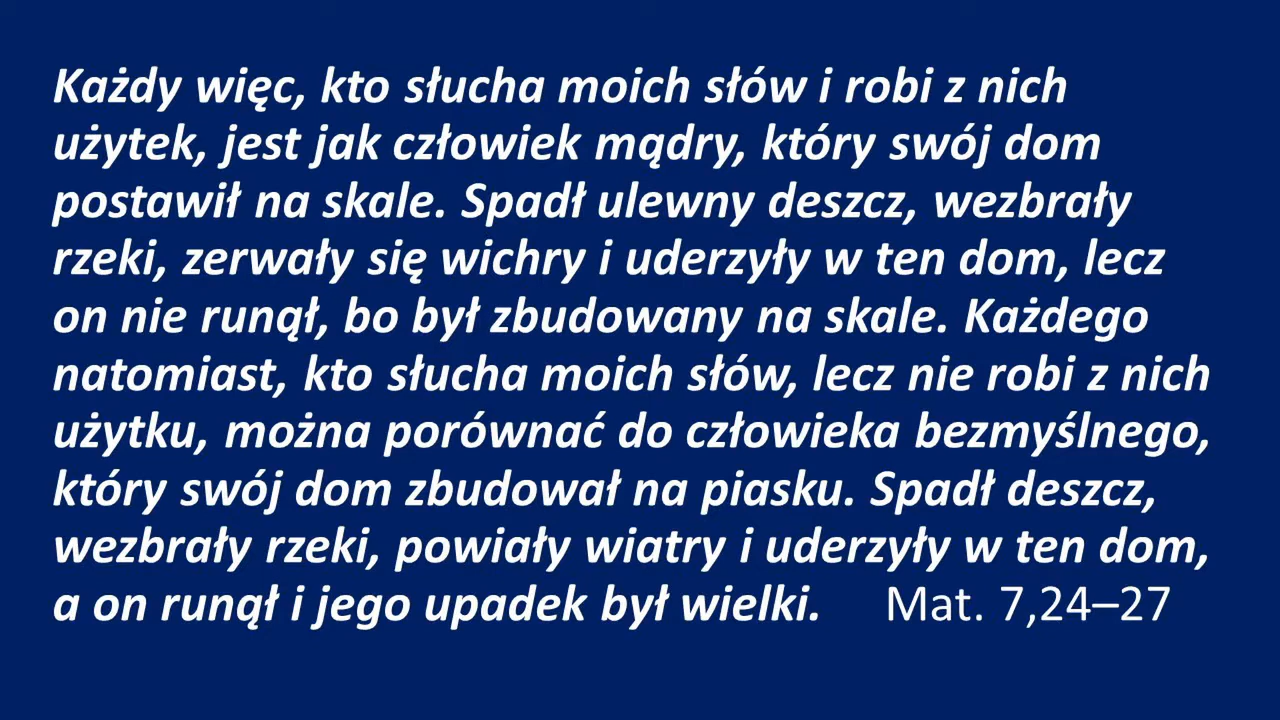 Każdy więc, kto słucha moich słów i robi z nich
użytek, jest jak człowiek mądry, który swój dom
postawił na skale. Spadł ulewny deszcz, wezbrały
rzeki, zerwały się wichry i uderzyły w ten dom, lecz
on nie runął, bo był zbudowany na skale. Każdego
natomiast, kto słucha moich słów, lecz nie robi z nich
użytku, można porównać do człowieka bezmyślnego,
który swój dom zbudował na piasku. Spadł deszcz,
wezbrały rzeki, powiały wiatry i uderzyły w ten dom,
a on runął i jego upadek był wielki. Mat. 7,24–27